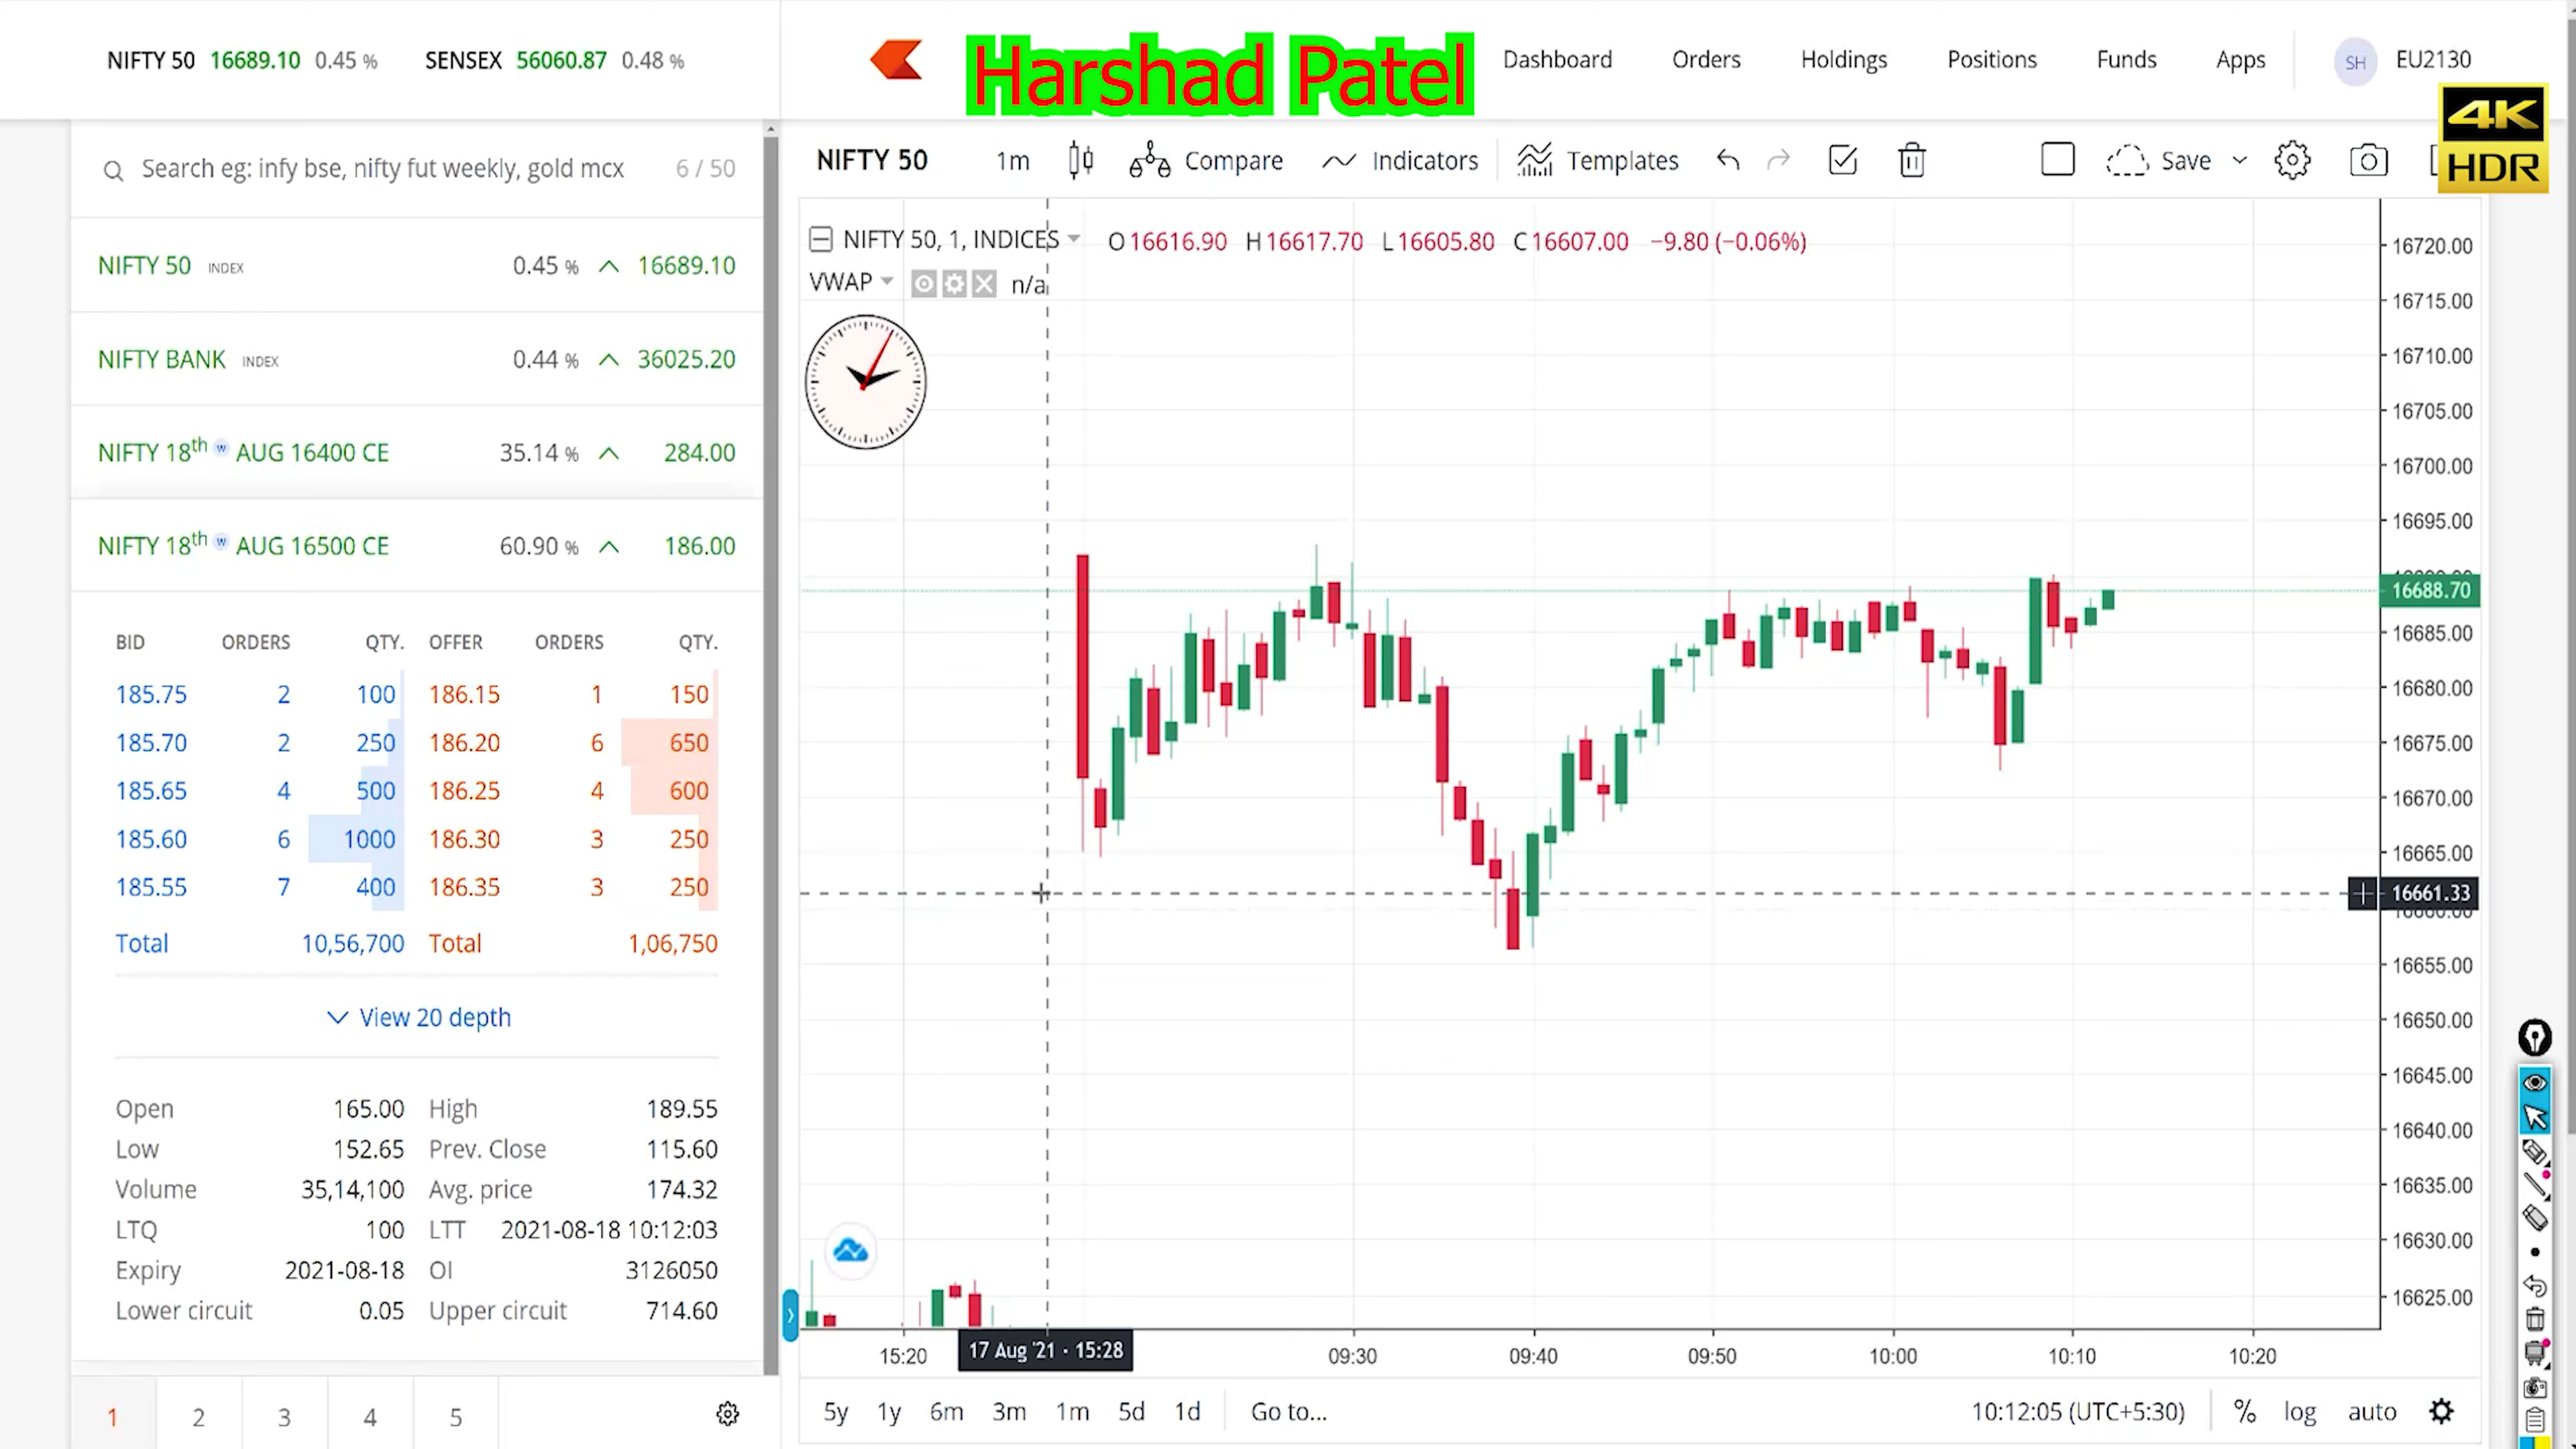 NIFTY 50 16689.10 0.45 % SENSEX 56060.87 0.48 %
Harshad Patel
Dashboard Orders Holdings Positions Funds Apps SH EU2130
4K
HDR
Search eg: infy bse, nifty fut weekly, gold mcx 6 / 50
NIFTY 50 INDEX 0.45 % 16689.10
NIFTY BANK INDEX 0.44 % 36025.20
NIFTY 18th w AUG 16400 CE 35.14 % 284.00
NIFTY 18th w AUG 16500 CE 60.90 % 186.00
BID ORDERS QTY. OFFER ORDERS QTY.
185.75 2 100 186.15 1 150
185.70 2 250 186.20 6 650
185.65 4 500 186.25 4 600
185.60 6 1000 186.30 3 250
185.55 7 400 186.35 3 250
Total 10,56,700 Total 1,06,750
View 20 depth
Open 165.00 High 189.55
Low 152.65 Prev. Close 115.60
Volume 35,14,100 Avg. price 174.32
LTQ 100 LTT 2021-08-18 10:12:03
Expiry 2021-08-18 OI 3126050
Lower circuit 0.05 Upper circuit 714.60
1 2 3 4 5
NIFTY 50 1m Compare Indicators Templates Save
NIFTY 50, 1, INDICES O16616.90 H16617.70 L16605.80 C16607.00 −9.80 (−0.06%)
VWAP n/a
16720.00
16715.00
16710.00
16705.00
16700.00
16695.00
16688.70
16685.00
16680.00
16675.00
16670.00
16665.00
16661.33
16655.00
16650.00
16645.00
16640.00
16635.00
16630.00
16625.00
15:20 17 Aug '21 · 15:28 09:30 09:40 09:50 10:00 10:10 10:20
5y 1y 6m 3m 1m 5d 1d Go to... 10:12:05 (UTC+5:30) % log auto